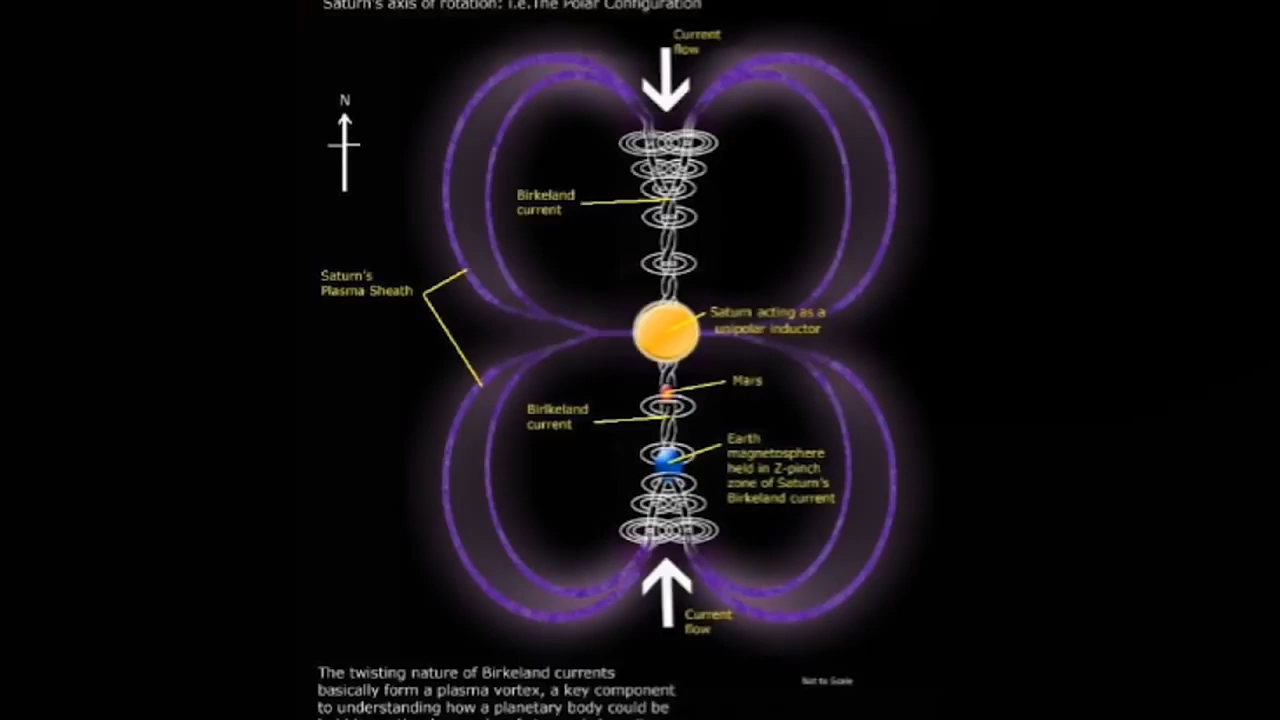 Saturn's axis of rotation: i.e.The Polar Configuration
Current
flow
N
Birkeland
current
Saturn's
Plasma Sheath
Saturn acting as a
unipolar inductor
Mars
Birlkeland
current
Earth
magnetosphere
held in Z-pinch
zone of Saturn's
Birkeland current
Current
flow
The twisting nature of Birkeland currents
Not to Scale
basically form a plasma vortex, a key component
to understanding how a planetary body could be